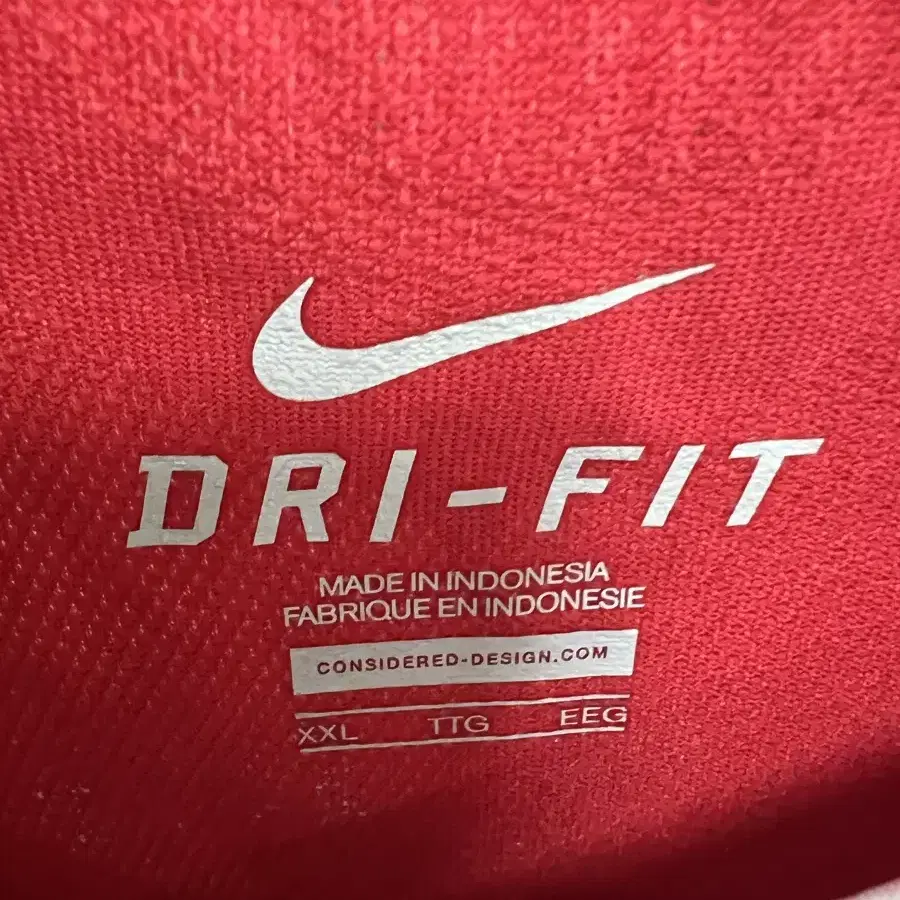 DRI-FIT
MADE IN INDONESIA
FABRIQUE EN INDONESIE
CONSIDERED-DESIGN.COM
XXL TTG EEG